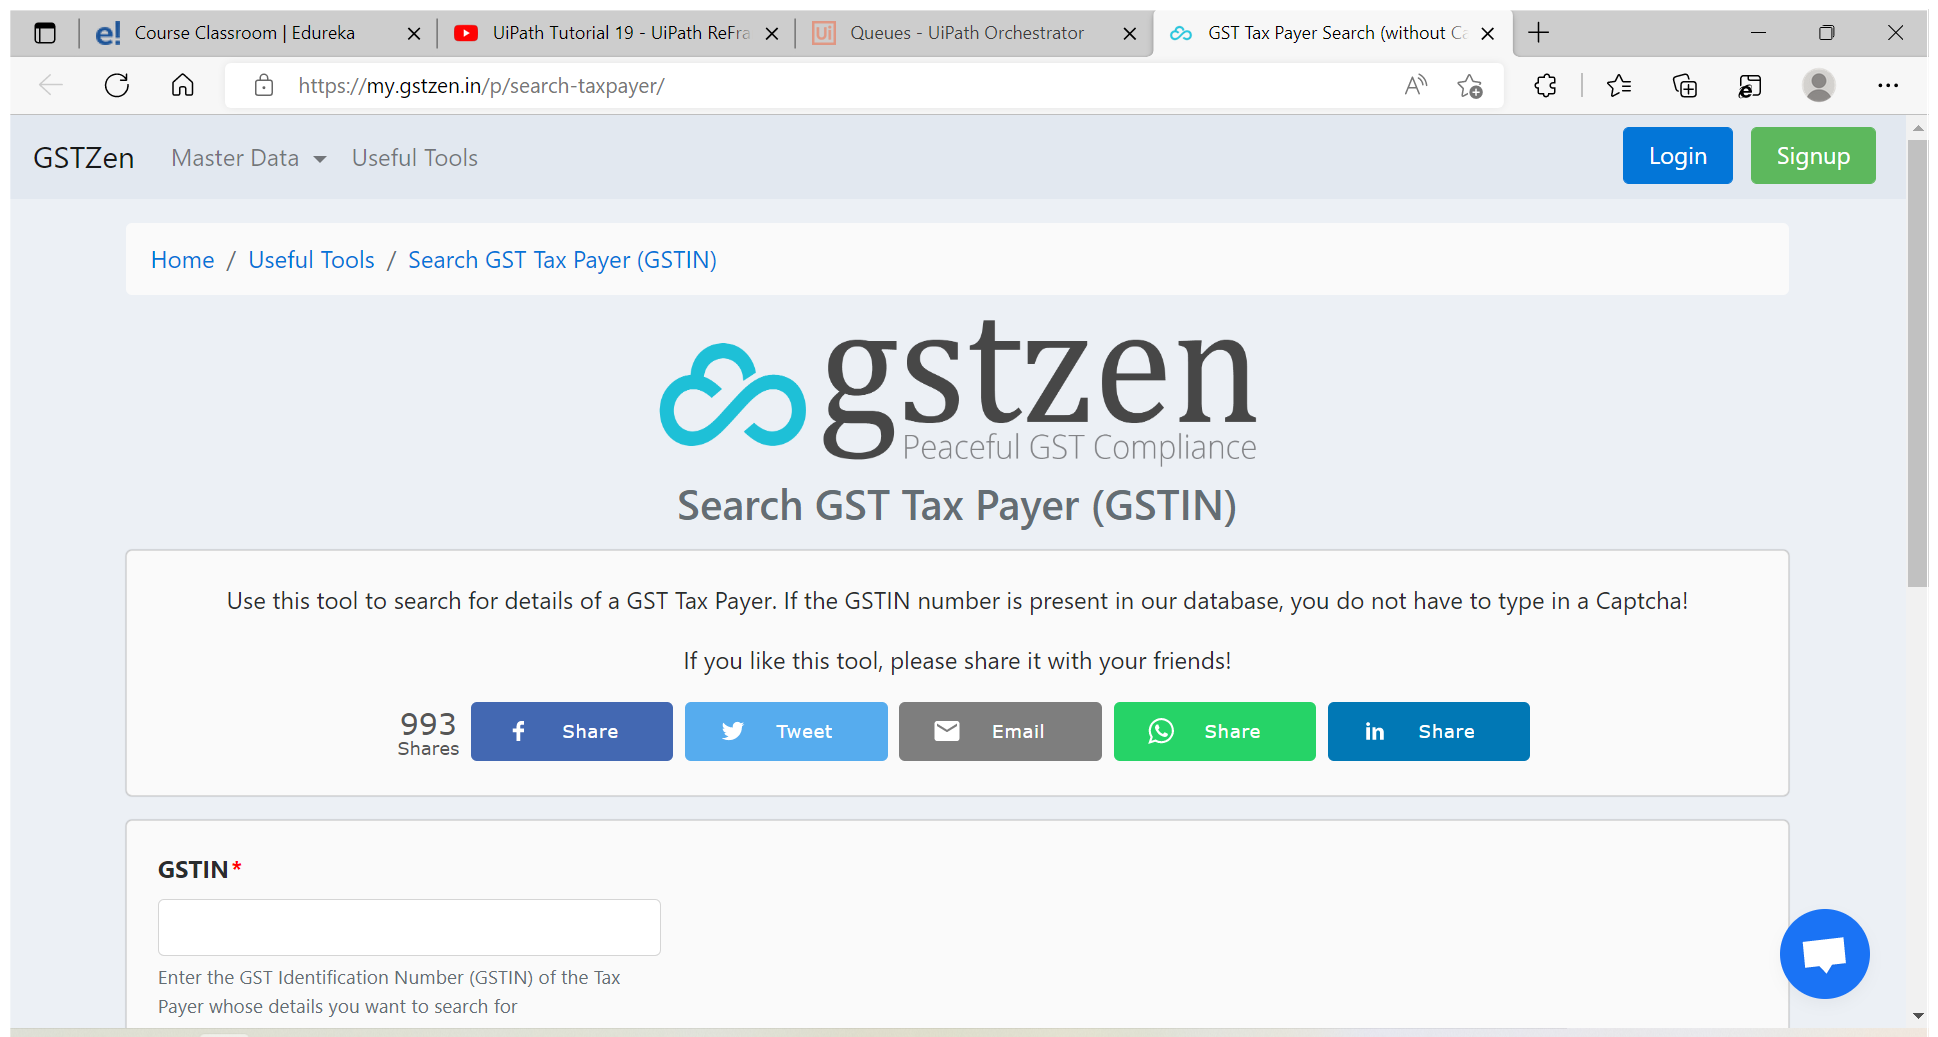 e! Course Classroom | Edureka
UiPath Tutorial 19 - UiPath ReFra
Ui Queues - UiPath Orchestrator
GST Tax Payer Search (without Ca
https://my.gstzen.in/p/search-taxpayer/
GSTZen Master Data Useful Tools Login Signup
Home / Useful Tools / Search GST Tax Payer (GSTIN)
gstzen
Peaceful GST Compliance
Search GST Tax Payer (GSTIN)
Use this tool to search for details of a GST Tax Payer. If the GSTIN number is present in our database, you do not have to type in a Captcha!
If you like this tool, please share it with your friends!
993
Shares
Share
Tweet
Email
Share
Share
GSTIN*
Enter the GST Identification Number (GSTIN) of the Tax
Payer whose details you want to search for